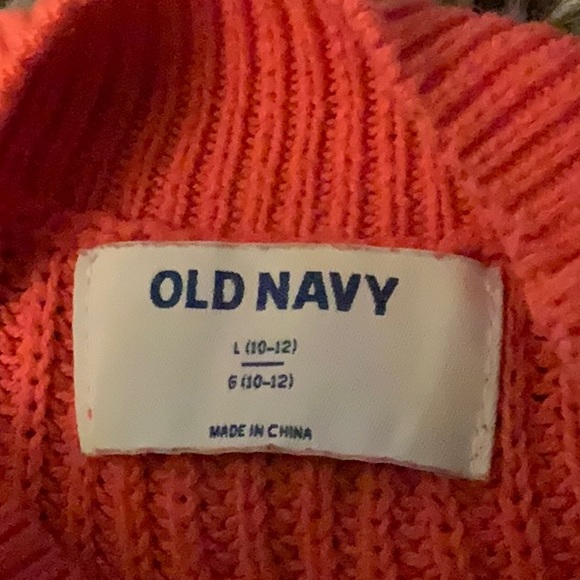 OLD NAVY
L (10-12)
G (10-12)
MADE IN CHINA